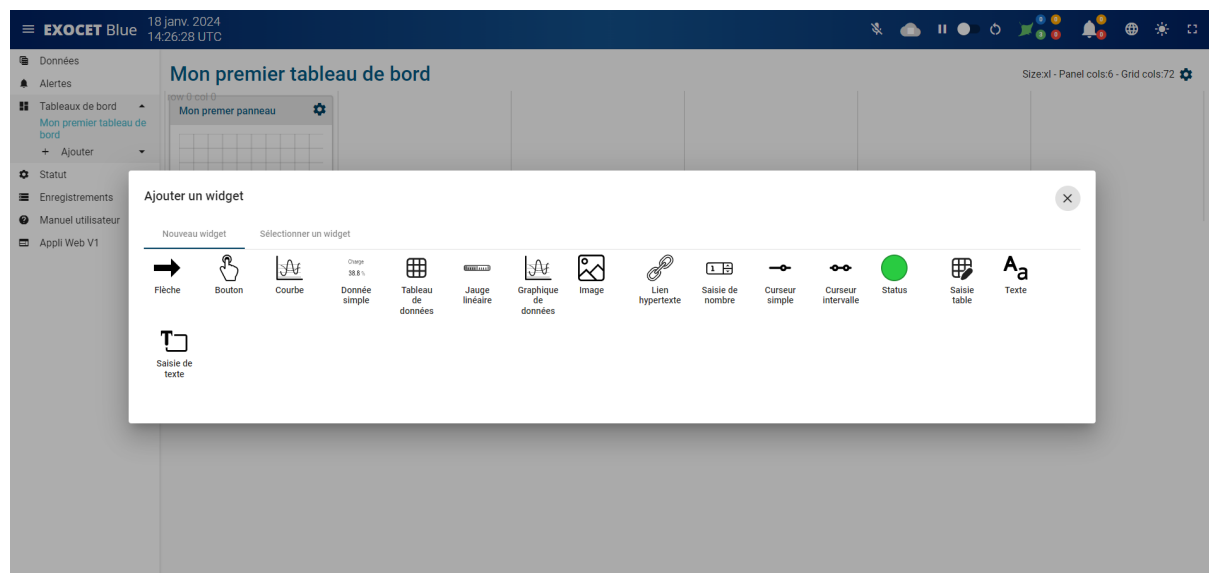 EXOCET Blue
18 janv. 2024
14:26:28 UTC
Données
Alertes
Tableaux de bord
Mon premier tableau de
bord
+ Ajouter
Statut
Enregistrements
Manuel utilisateur
Appli Web V1
Mon premier tableau de bord
Size:xl - Panel cols:6 - Grid cols:72
row 0 col 0
Mon premer panneau
Ajouter un widget
Nouveau widget
Sélectionner un widget
Flèche
Bouton
Courbe
Charge
38.8 %
Donnée
simple
Tableau
de
données
Jauge
linéaire
Graphique
de
données
Image
Lien
hypertexte
1
Saisie de
nombre
Curseur
simple
Curseur
intervalle
Status
Saisie
table
Aa
Texte
T
Saisie de
texte